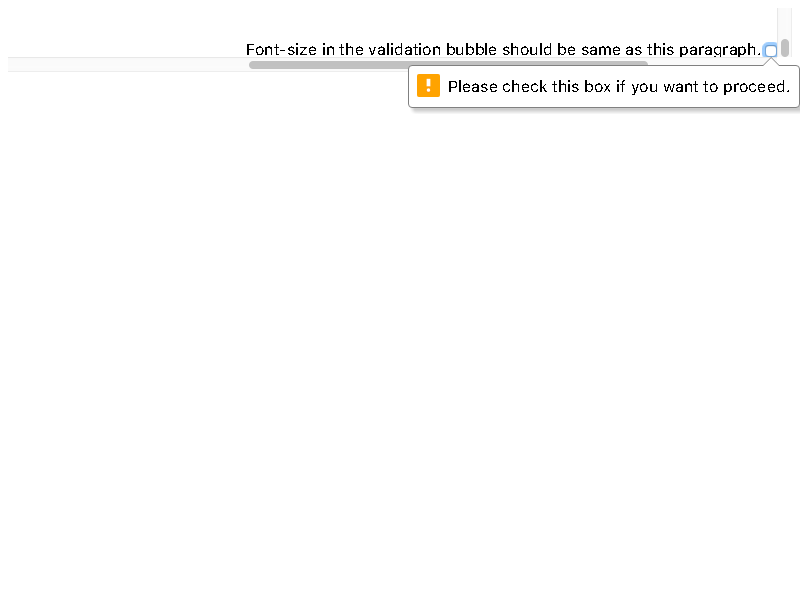 Font-size in the validation bubble should be same as this paragraph.
Please check this box if you want to proceed.